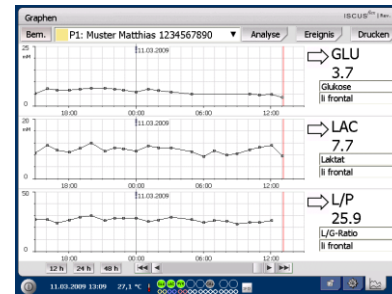 Graphen
ISCUS
Bem. P1: Muster Matthias 1234567890 ▼ Analyse Ereignis Drucken
25
mM
0
11.03.2009
18:00 00:00 06:00 12:00
GLU
3.7
Glukose
li frontal
20
mM
0
11.03.2009
18:00 00:00 06:00 12:00
LAC
7.7
Laktat
li frontal
50
0
11.03.2009
18:00 00:00 06:00 12:00
L/P
25.9
L/G-Ratio
li frontal
12 h 24 h 48 h
11.03.2009 13:09 27,1 °C